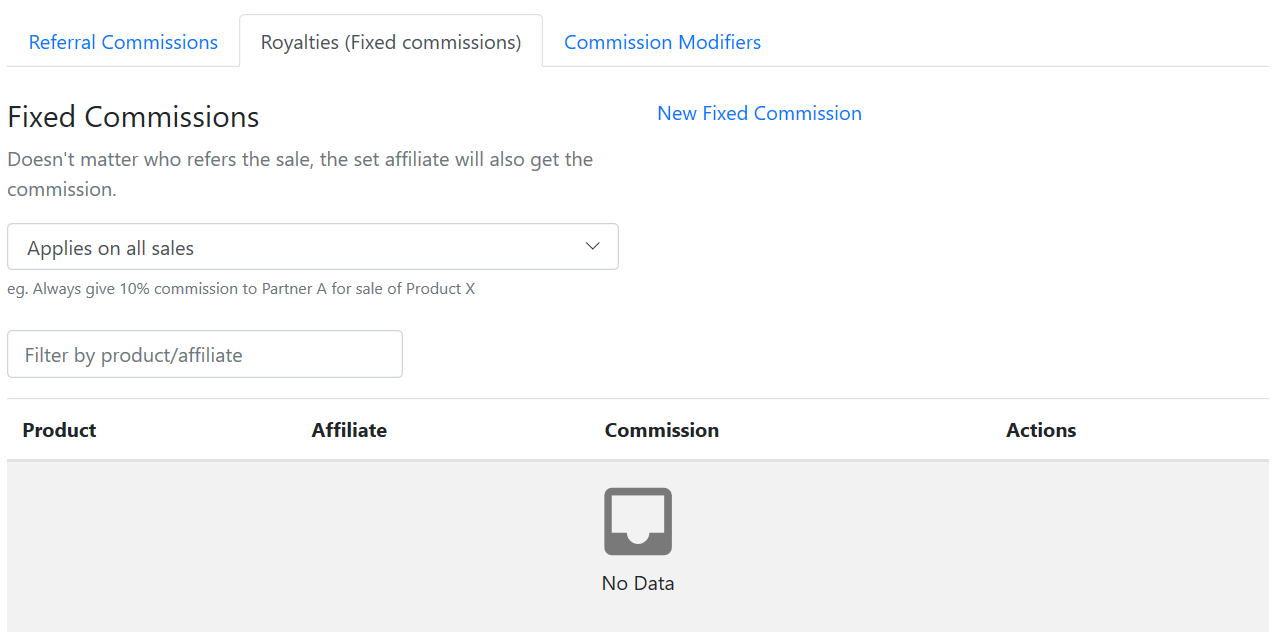 Referral Commissions
Royalties (Fixed commissions)
Commission Modifiers
Fixed Commissions
New Fixed Commission
Doesn't matter who refers the sale, the set affiliate will also get the
commission.
Applies on all sales
eg. Always give 10% commission to Partner A for sale of Product X
Filter by product/affiliate
Product Affiliate Commission Actions
No Data